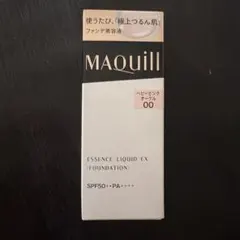 使うたび、「極上つるん肌」
ファンデ美容液
MAQuill
ベビーピンク
オークル
00
ESSENCE LIQUID EX
(FOUNDATION)
SPF50・PA++++